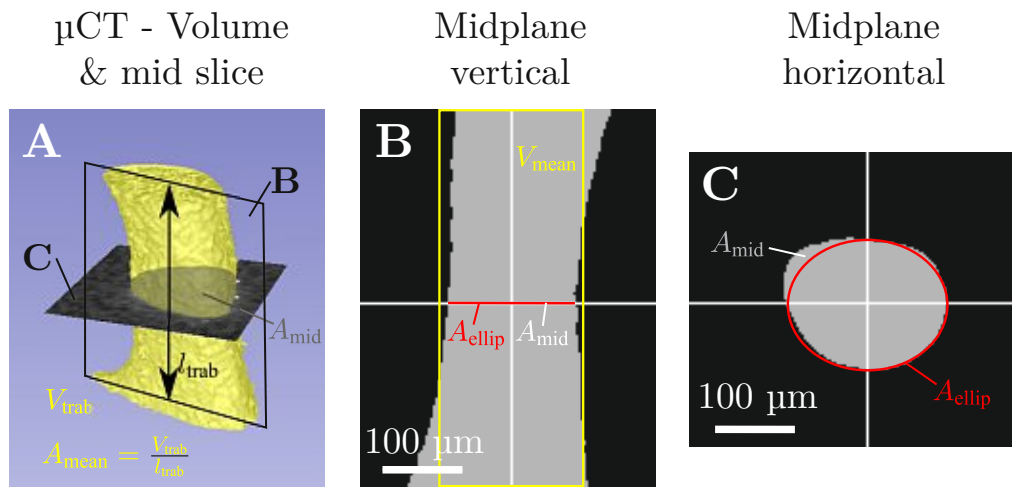 µCT - Volume
& mid slice
Midplane
vertical
Midplane
horizontal
A
B
C
A_mid
l_trab
V_trab
A_mean = V_trab / l_trab
B
V_mean
A_ellip
A_mid
100 µm
C
A_mid
A_ellip
100 µm